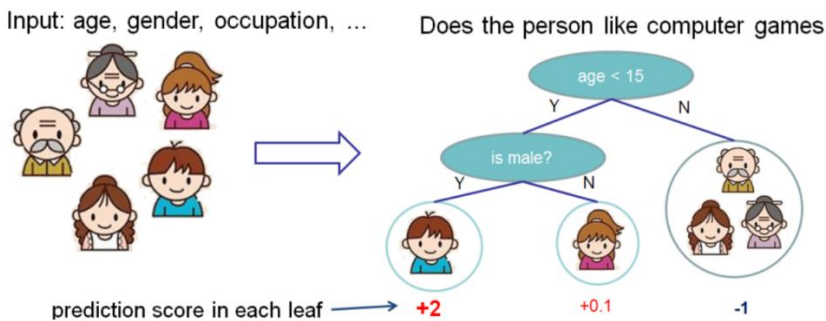 Input: age, gender, occupation, ...
Does the person like computer games
age < 15
Y
N
is male?
Y
N
prediction score in each leaf
+2
+0.1
-1